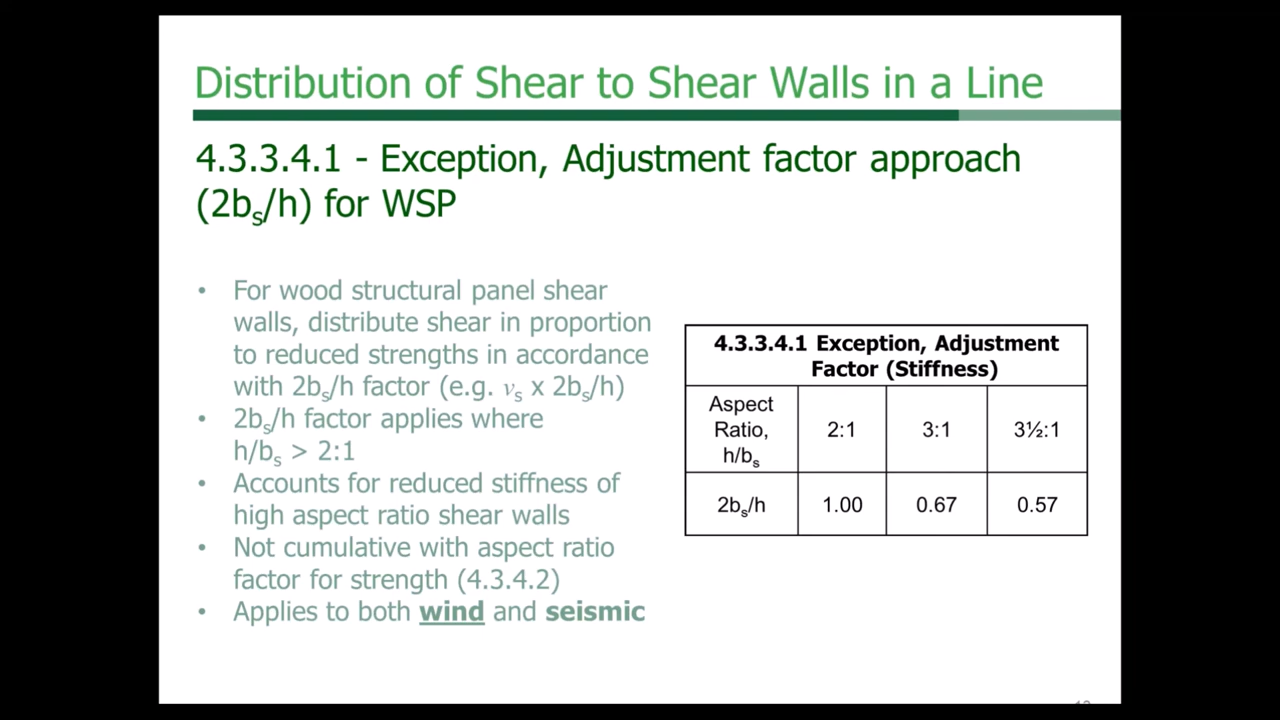 Distribution of Shear to Shear Walls in a Line
4.3.3.4.1 - Exception, Adjustment factor approach
(2bs/h) for WSP
• For wood structural panel shear
walls, distribute shear in proportion
to reduced strengths in accordance
with 2bs/h factor (e.g. vs x 2bs/h)
• 2bs/h factor applies where
h/bs > 2:1
• Accounts for reduced stiffness of
high aspect ratio shear walls
• Not cumulative with aspect ratio
factor for strength (4.3.4.2)
• Applies to both wind and seismic
4.3.3.4.1 Exception, Adjustment
Factor (Stiffness)
Aspect
Ratio,
h/bs
2:1
3:1
3½:1
2bs/h
1.00
0.67
0.57